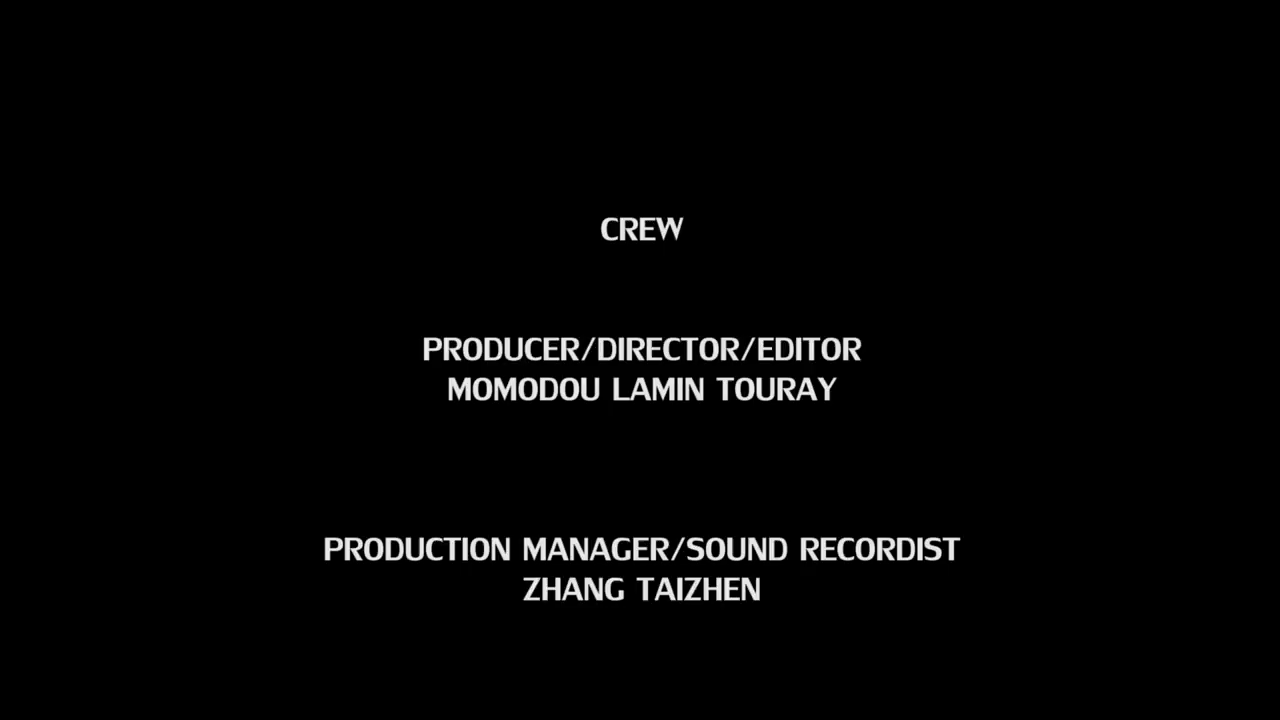 CREW
PRODUCER/DIRECTOR/EDITOR
MOMODOU LAMIN TOURAY
PRODUCTION MANAGER/SOUND RECORDIST
ZHANG TAIZHEN